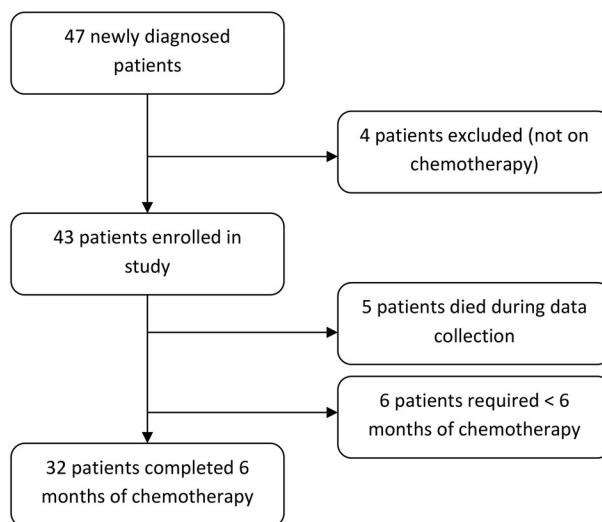 47 newly diagnosed
patients
4 patients excluded (not on
chemotherapy)
43 patients enrolled in
study
5 patients died during data
collection
6 patients required < 6
months of chemotherapy
32 patients completed 6
months of chemotherapy